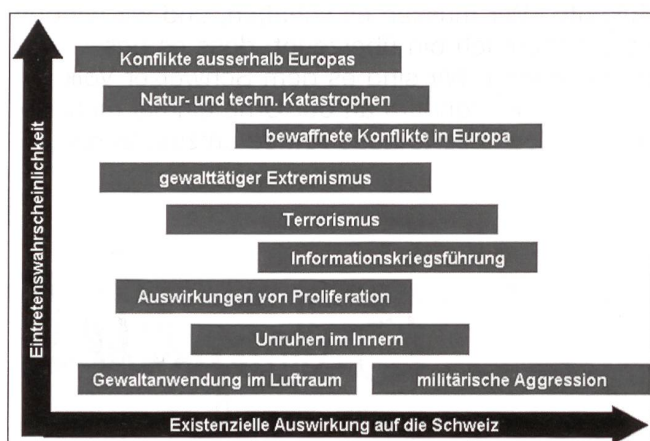 Eintretenswahrscheinlichkeit
Konflikte ausserhalb Europas
Natur- und techn. Katastrophen
bewaffnete Konflikte in Europa
gewalttätiger Extremismus
Terrorismus
Informationskriegsführung
Auswirkungen von Proliferation
Unruhen im Innern
Gewaltanwendung im Luftraum
militärische Aggression
Existenzielle Auswirkung auf die Schweiz